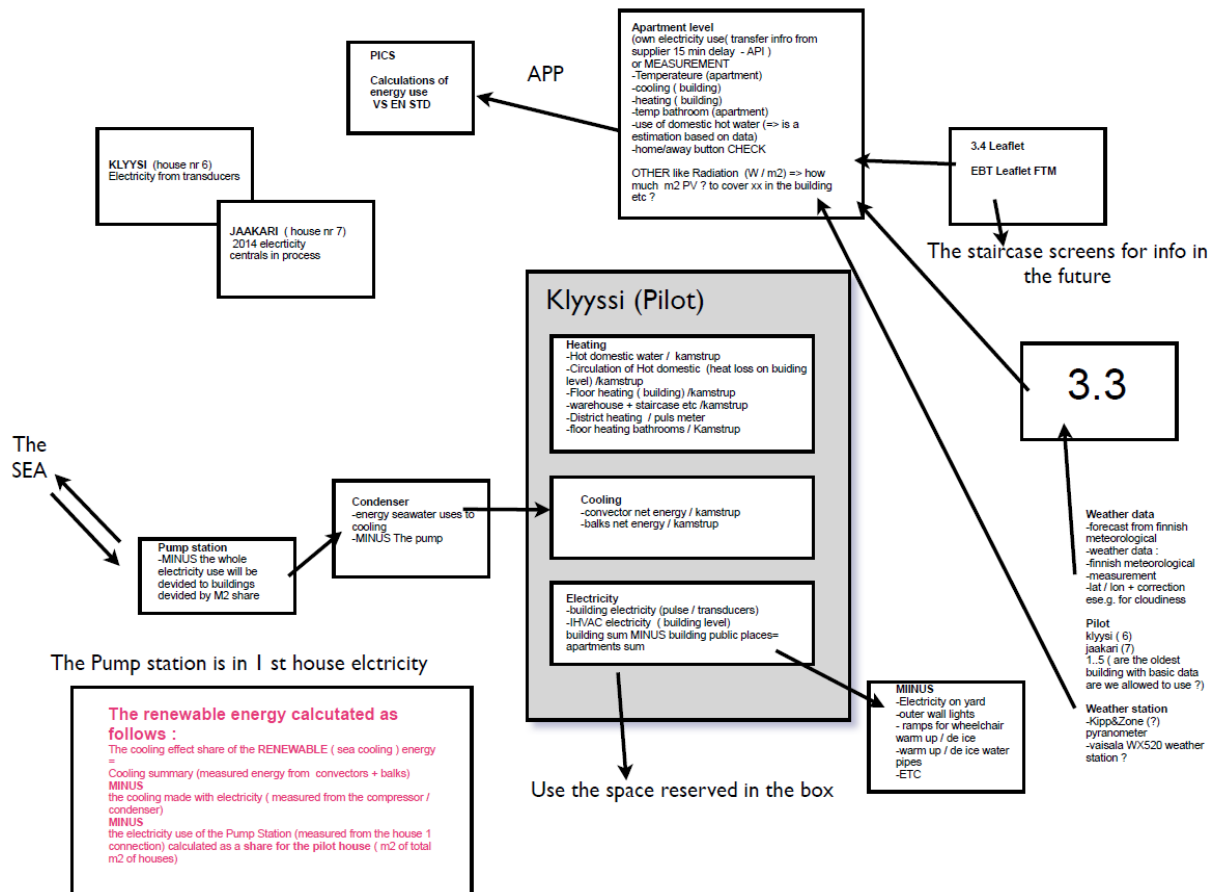 PICS
Calculations of
energy use
VS EN STD
APP
Apartment level
(own electricity use( transfer infro from
supplier 15 min delay - API )
or MEASUREMENT
-Temperateure (apartment)
-cooling ( building)
-heating ( building)
-temp bathroom (apartment)
-use of domestic hot water (=> is a
estimation based on data)
-home/away button CHECK
OTHER like Radiation (W / m2) => how
much m2 PV ? to cover xx in the building
etc ?
3.4 Leaflet
EBT Leaflet FTM
The staircase screens for info in
the future
KLYYSI (house nr 6)
Electricity from transducers
JAAKARI ( house nr 7)
2014 elecrticity
centrals in process
Klyyssi (Pilot)
Heating
-Hot domestic water / kamstrup
-Circulation of Hot domestic (heat loss on buiding
level) /kamstrup
-Floor heating ( building) /kamstrup
-warehouse + staircase etc /kamstrup
-District heating / puls meter
-floor heating bathrooms / Kamstrup
3.3
The
SEA
Condenser
-energy seawater uses to
cooling
-MINUS The pump
Cooling
-convector net energy / kamstrup
-balks net energy / kamstrup
Pump station
-MINUS the whole
electricity use will be
devided to buildings
devided by M2 share
Electricity
-building electricity (pulse / transducers)
-IHVAC electricity ( building level)
building sum MINUS building public places=
apartments sum
Weather data
-forecast from finnish
meteorological
-weather data :
-finnish meteorological
-measurement
-lat / lon + correction
ese.g. for cloudiness
Pilot
klyysi ( 6)
jaakari (7)
1..5 ( are the oldest
building with basic data
are we allowed to use ?)
Weather station
-Kipp&Zone (?)
pyranometer
-vaisala WX520 weather
station ?
The Pump station is in 1 st house elctricity
MIINUS
-Electricity on yard
-outer wall lights
- ramps for wheelchair
warm up / de ice
-warm up / de ice water
pipes
-ETC
Use the space reserved in the box
The renewable energy calcutated as
follows :
The cooling effect share of the RENEWABLE ( sea cooling ) energy
=
Cooling summary (measured energy from convectors + balks)
MINUS
the cooling made with electricity ( measured from the compressor /
condenser)
MINUS
the electricity use of the Pump Station (measured from the house 1
connection) calculated as a share for the pilot house ( m2 of total
m2 of houses)